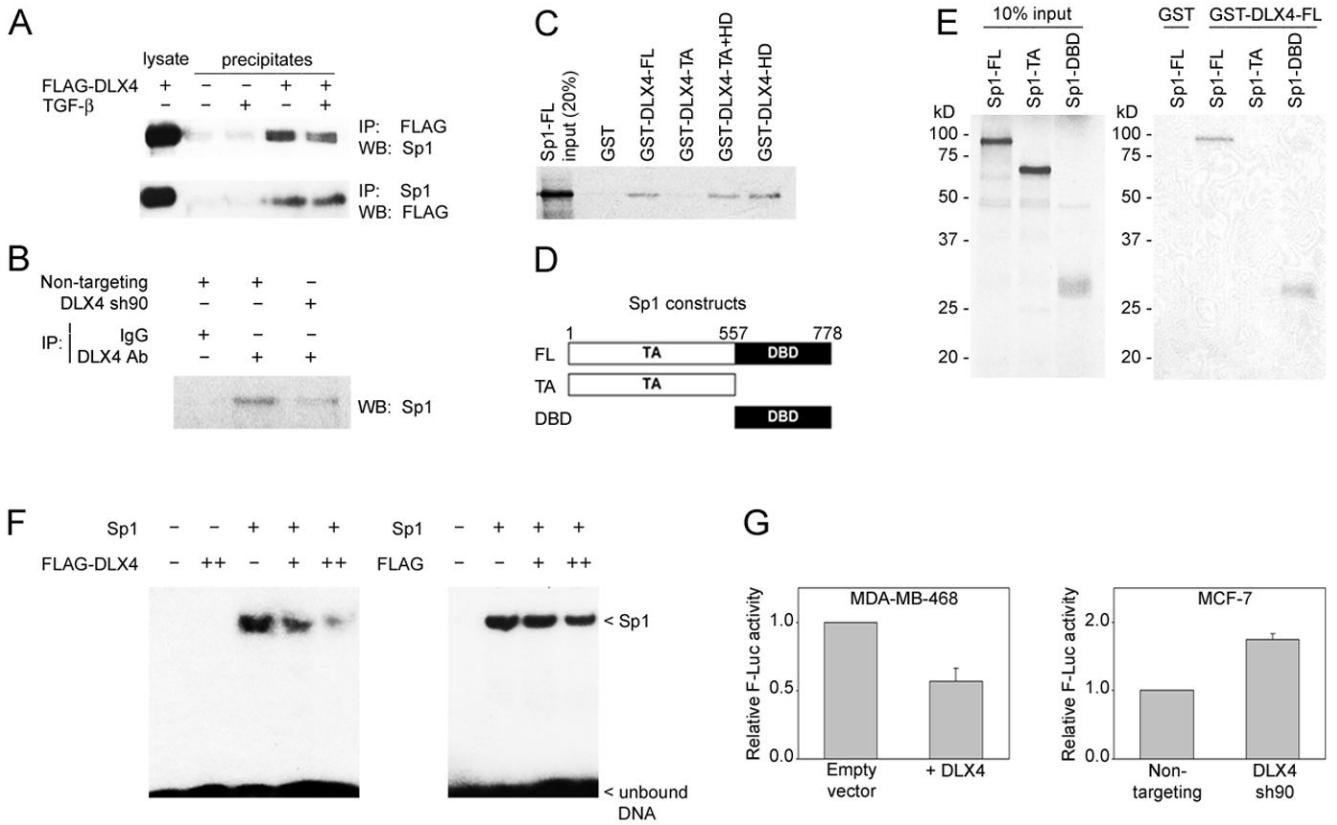 A
lysate precipitates
FLAG-DLX4 + – – + +
TGF-β – – + – +
IP: FLAG
WB: Sp1
IP: Sp1
WB: FLAG
B
Non-targeting + + –
DLX4 sh90 – – +
IP:
IgG + – –
DLX4 Ab – + +
WB: Sp1
C
Sp1-FL
input (20%)
GST
GST-DLX4-FL
GST-DLX4-TA
GST-DLX4-TA+HD
GST-DLX4-HD
D
Sp1 constructs
1 557 778
FL TA DBD
TA TA
DBD DBD
E
10% input
Sp1-FL
Sp1-TA
Sp1-DBD
kD
100 -
75 -
50 -
37 -
25 -
20 -
GST GST-DLX4-FL
Sp1-FL
Sp1-FL
Sp1-TA
Sp1-DBD
kD
100 -
75 -
50 -
37 -
25 -
20 -
F
Sp1 – – + + +
FLAG-DLX4 – ++ – + ++
Sp1 – + + +
FLAG – – + ++
< Sp1
< unbound
DNA
G
Relative F-Luc activity
MDA-MB-468
1.0
0.5
0.0
Empty
vector
+ DLX4
Relative F-Luc activity
MCF-7
2.0
1.0
0.0
Non-
targeting
DLX4
sh90